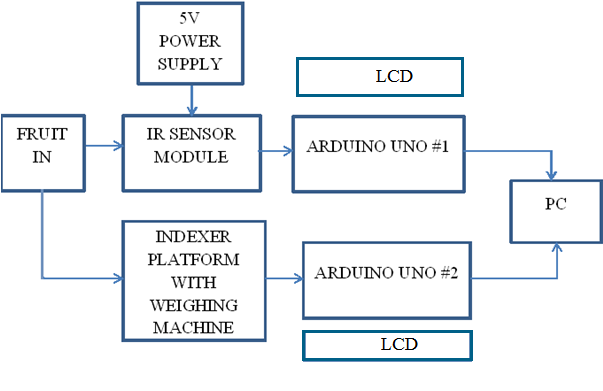 5V
POWER
SUPPLY
LCD
FRUIT
IN
IR SENSOR
MODULE
ARDUINO UNO #1
PC
INDEXER
PLATFORM
WITH
WEIGHING
MACHINE
ARDUINO UNO #2
LCD